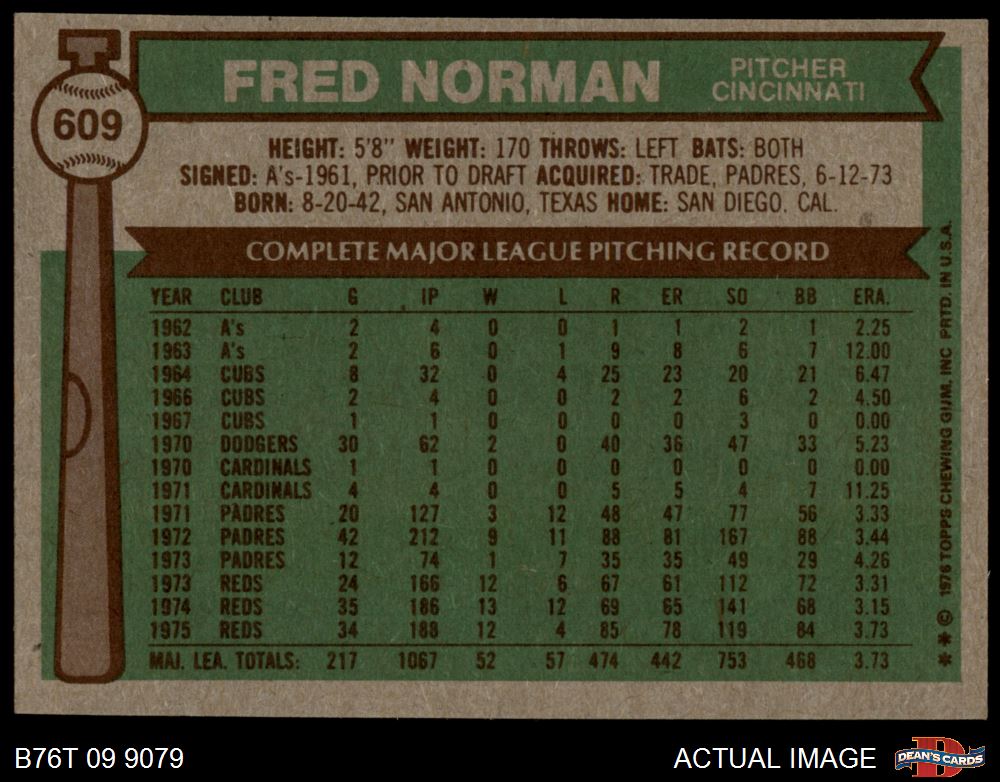 T
609
FRED NORMAN
PITCHER
CINCINNATI
HEIGHT: 5'8" WEIGHT: 170 THROWS: LEFT BATS: BOTH
SIGNED: A's-1961, PRIOR TO DRAFT ACQUIRED: TRADE, PADRES, 6-12-73
BORN: 8-20-42, SAN ANTONIO, TEXAS HOME: SAN DIEGO, CAL.
COMPLETE MAJOR LEAGUE PITCHING RECORD
YEAR CLUB G IP W L R ER SO BB ERA.
1962 A's 2 4 0 0 1 1 2 1 2.25
1963 A's 2 6 0 1 9 8 6 7 12.00
1964 CUBS 8 32 0 4 25 23 20 21 6.47
1966 CUBS 2 4 0 0 2 2 6 2 4.50
1967 CUBS 1 1 0 0 0 0 3 0 0.00
1970 DODGERS 30 62 2 0 40 36 47 33 5.23
1970 CARDINALS 1 1 0 0 0 0 0 0 0.00
1971 CARDINALS 4 4 0 0 5 5 4 7 11.25
1971 PADRES 20 127 3 12 48 47 77 56 3.33
1972 PADRES 42 212 9 11 88 81 167 88 3.44
1973 PADRES 12 74 1 7 35 35 49 29 4.26
1973 REDS 24 166 12 6 67 61 112 72 3.31
1974 REDS 35 186 13 12 69 65 141 68 3.15
1975 REDS 34 188 12 4 85 78 119 84 3.73
MAJ. LEA. TOTALS: 217 1067 52 57 474 442 753 468 3.73
* * © 1976 TOPPS CHEWING GUM, INC PRTD. IN U.S.A.
B76T 09 9079
ACTUAL IMAGE
D
DEAN'S CARDS